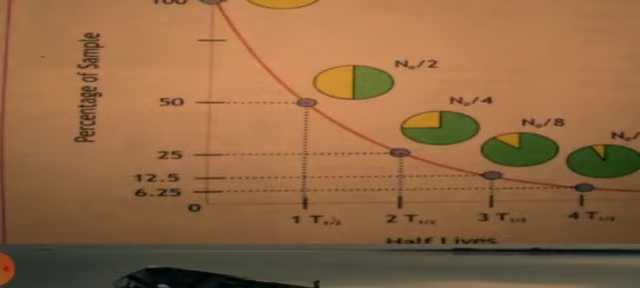 100
Percentage of Sample
N₀/2
50
N₀/4
N₀/8
25
12.5
6.25
0
1 T₁/₂
2 T₁/₂
3 T₁/₂
4 T₁/₂
Half Lives